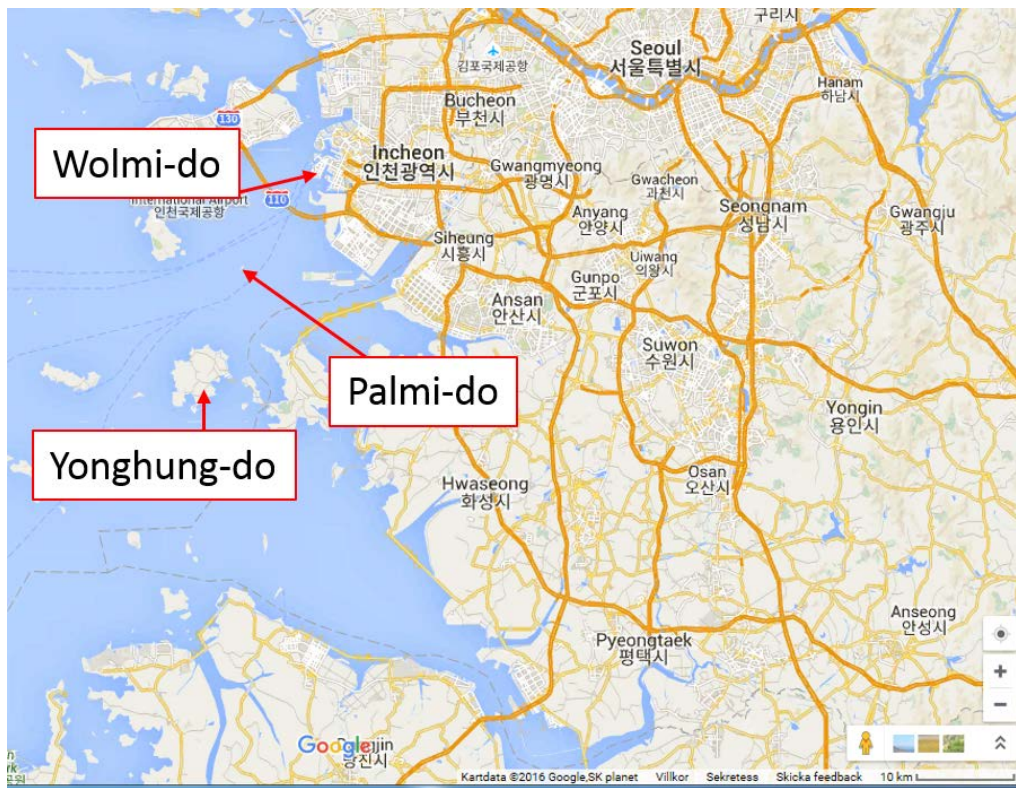 구리시
Seoul
서울특별시
김포국제공항
Hanam
하남시
Bucheon
부천시
130
Wolmi-do
Incheon
인천광역시
Gwangmyeong
광명시
Gwacheon
과천시
International Airport
인천국제공항
110
Anyang
안양시
Seongnam
성남시
Gwangju
광주시
Siheung
시흥시
Uiwang
의왕시
Gunpo
군포시
Ansan
안산시
Suwon
수원시
Palmi-do
Yongin
용인시
Yonghung-do
Osan
오산시
Hwaseong
화성시
Anseong
안성시
Pyeongtaek
평택시
Google
진시
Kartdata ©2016 Google,SK planet Villkor Sekretess Skicka feedback 10 km